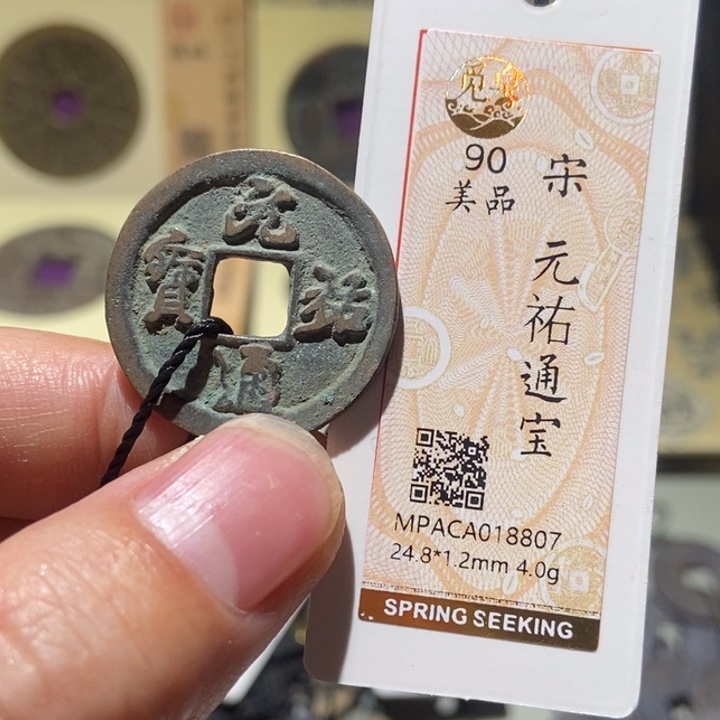 元祐通寳
觅泉
90
美品
宋
元祐通宝
MPACA018807
24.8*1.2mm 4.0g
SPRING SEEKING